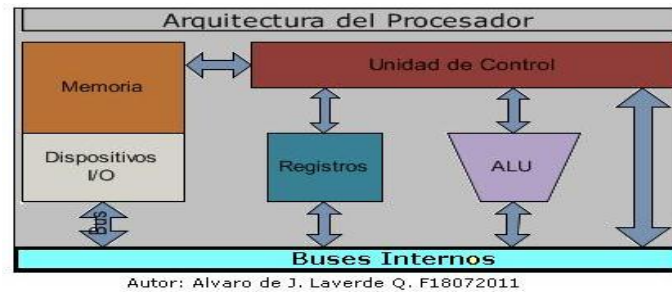 Arquitectura del Procesador
Unidad de Control
Memoria
Dispositivos
I/O
Registros
ALU
Bus
Buses Internos
Autor: Alvaro de J. Laverde Q. F18072011